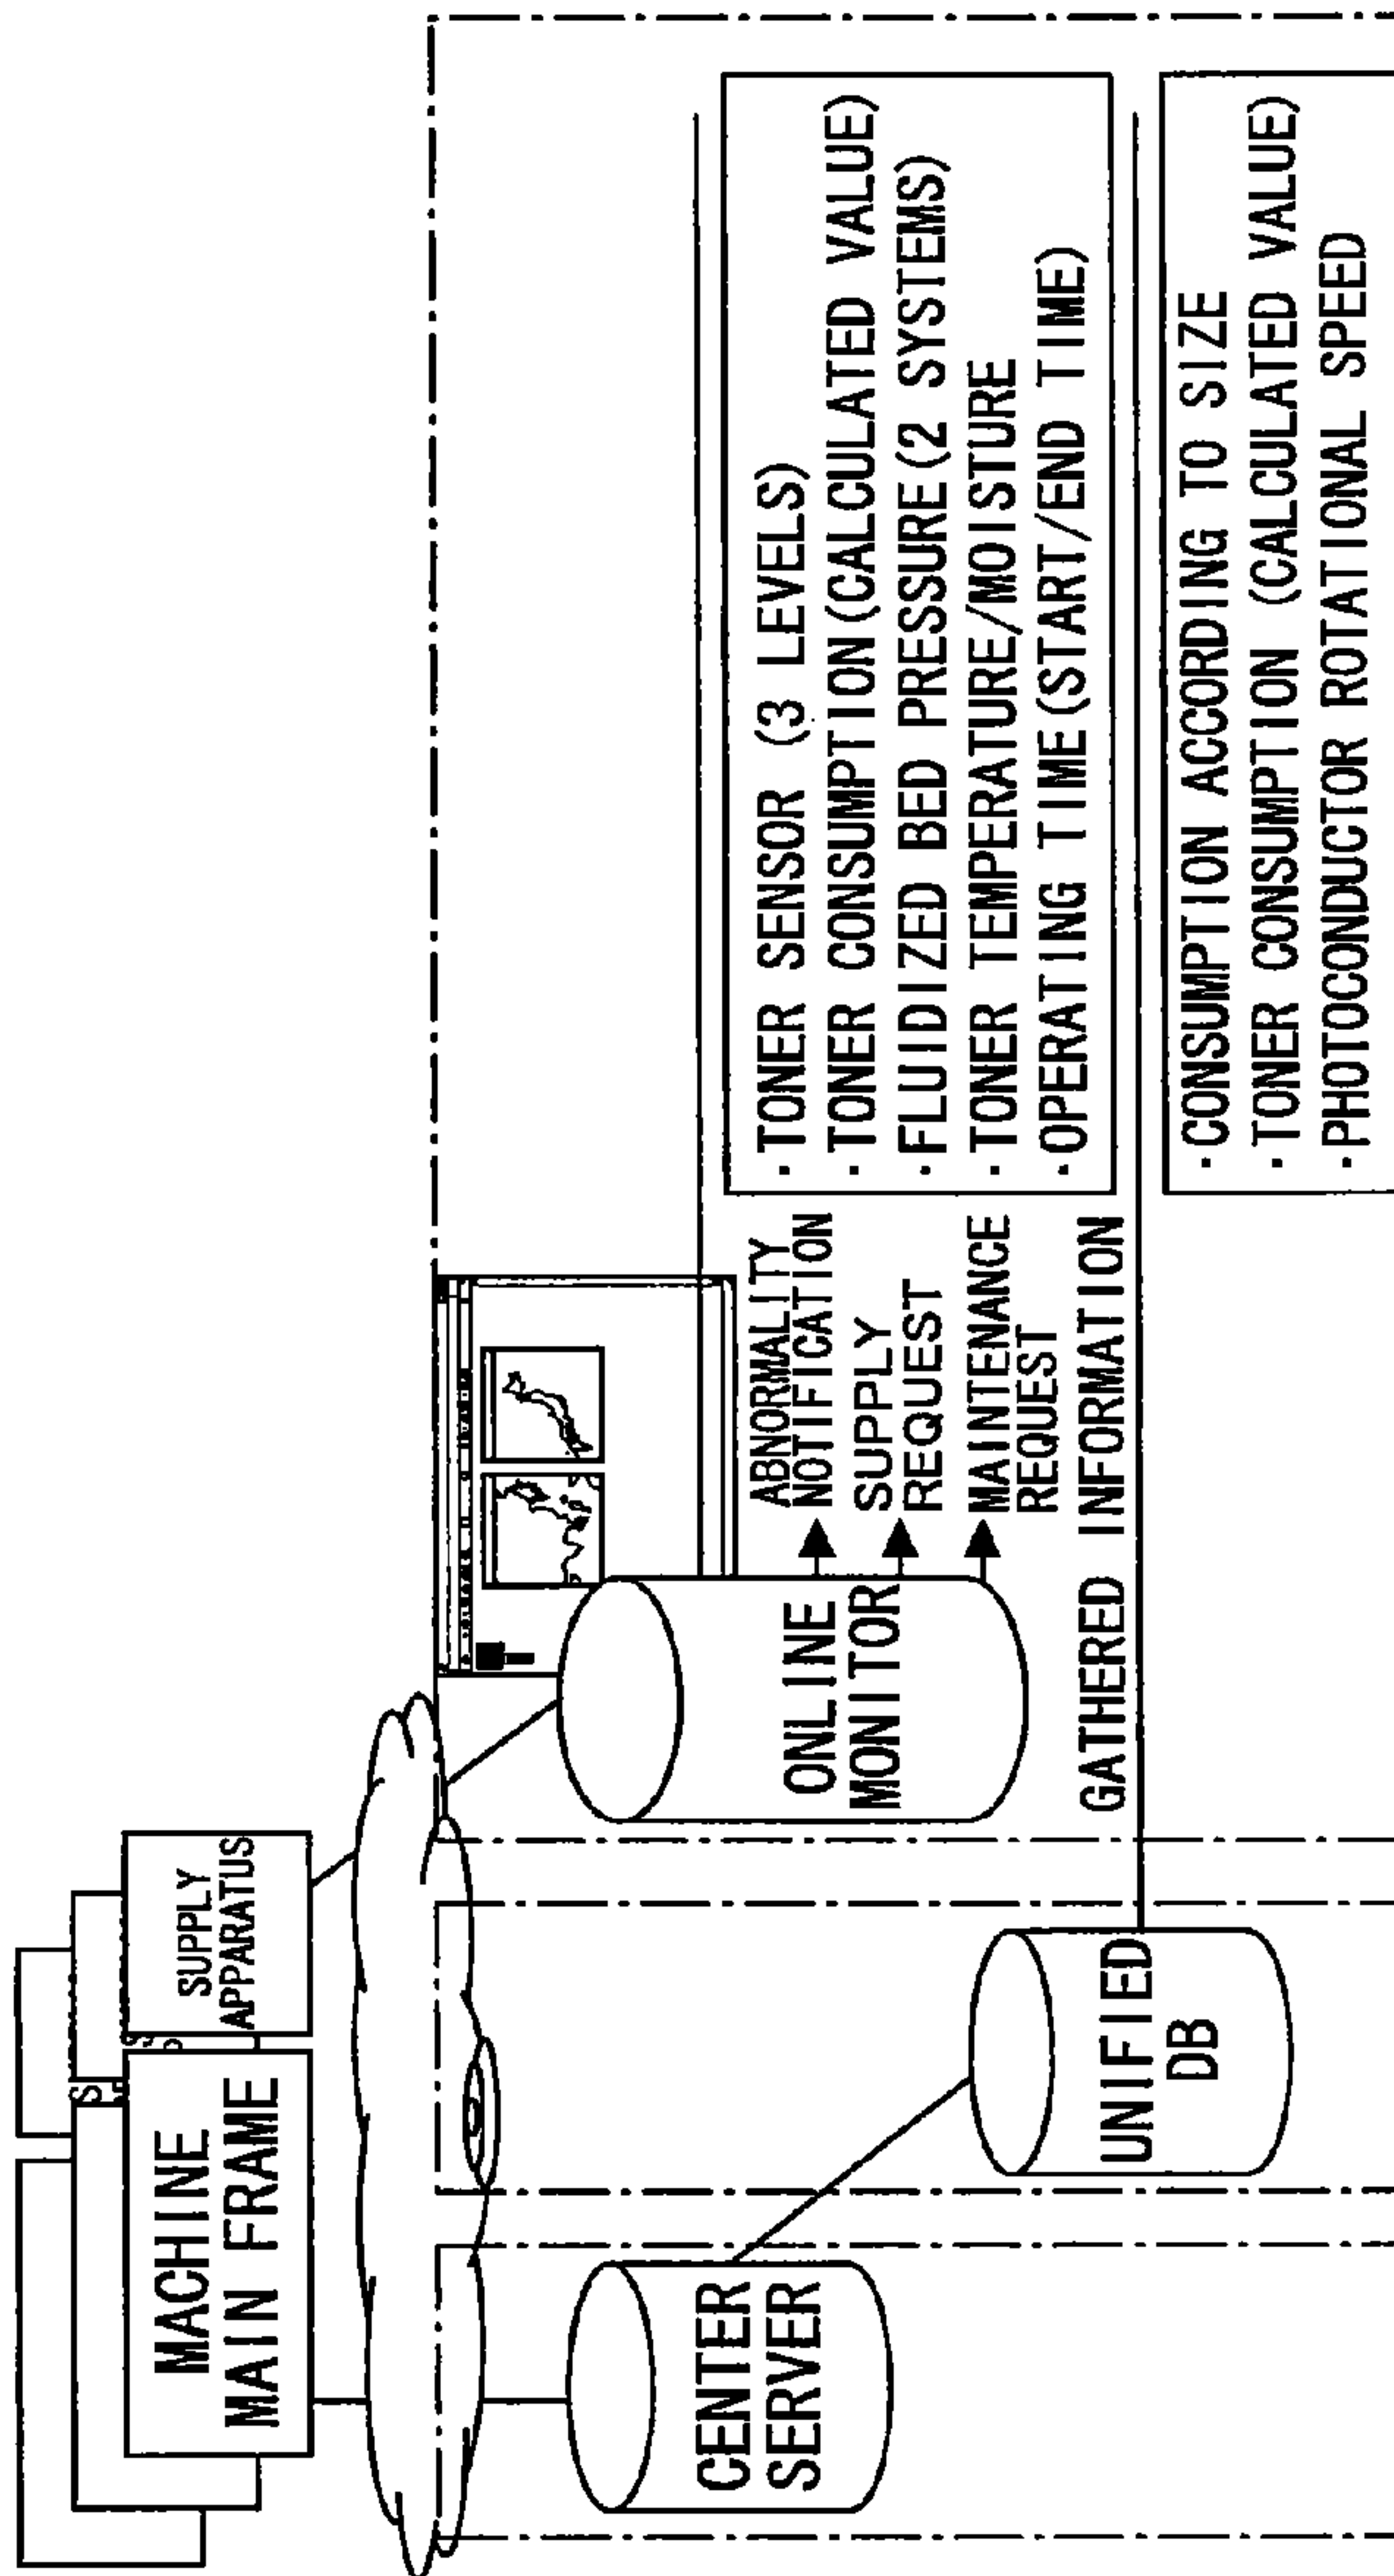 MACHINE
MAIN FRAME
SUPPLY
APPARATUS
S
CENTER
SERVER
UNIFIED
DB
ONLINE
MONITOR
ABNORMALITY
NOTIFICATION
SUPPLY
REQUEST
MAINTENANCE
REQUEST
GATHERED INFORMATION
・TONER SENSOR (3 LEVELS)
・TONER CONSUMPTION(CALCULATED VALUE)
・FLUIDIZED BED PRESSURE(2 SYSTEMS)
・TONER TEMPERATURE/MOISTURE
・OPERATING TIME(START/END TIME)
・CONSUMPTION ACCORDING TO SIZE
・TONER CONSUMPTION (CALCULATED VALUE)
・PHOTOCONDUCTOR ROTATIONAL SPEED